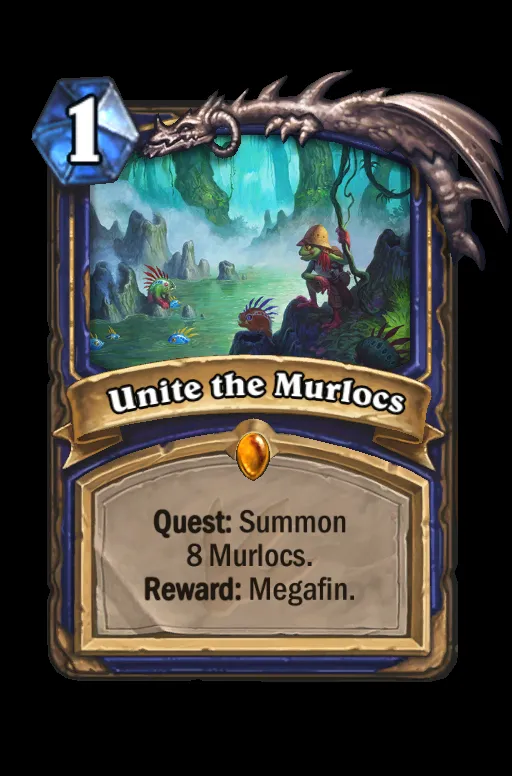 1
Unite the Murlocs
Quest: Summon
8 Murlocs.
Reward: Megafin.